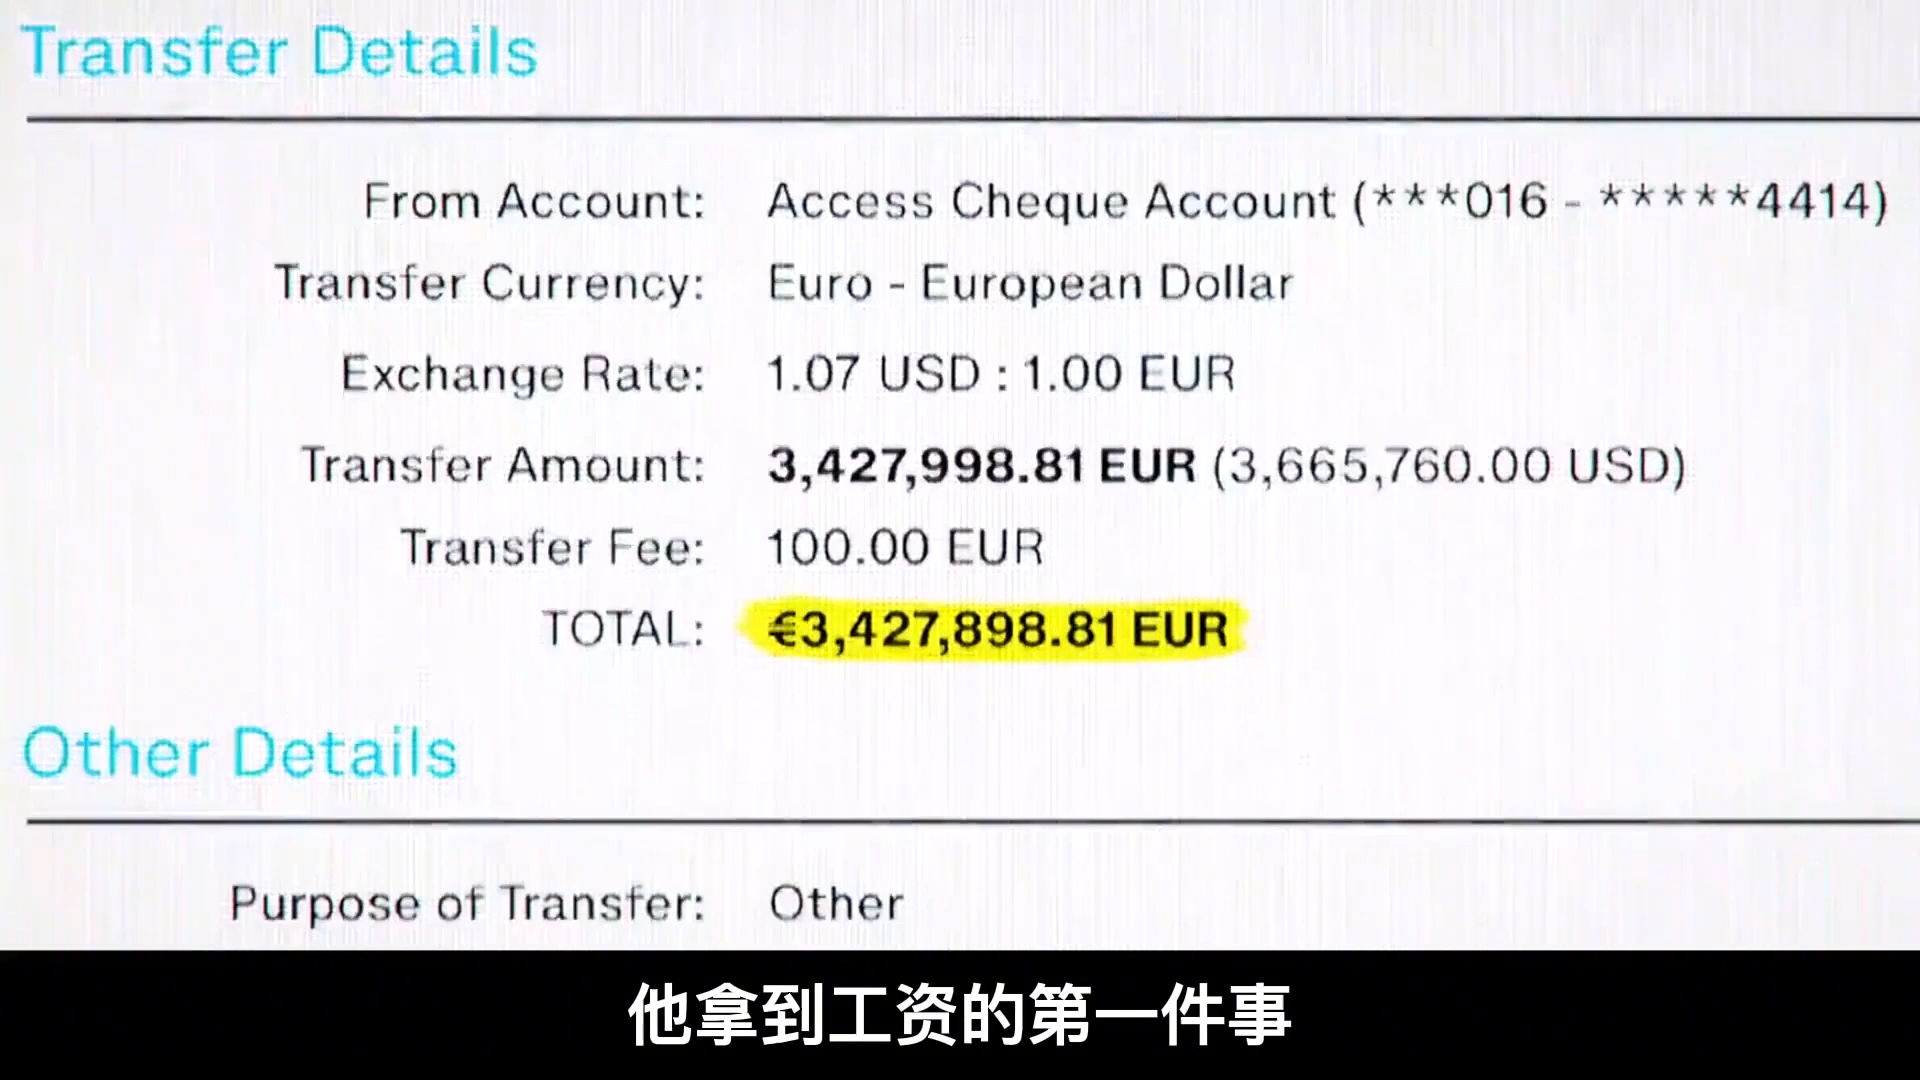 Transfer Details
From Account: Access Cheque Account (***016 - *****4414)
Transfer Currency: Euro - European Dollar
Exchange Rate: 1.07 USD : 1.00 EUR
Transfer Amount: 3,427,998.81 EUR (3,665,760.00 USD)
Transfer Fee: 100.00 EUR
TOTAL: €3,427,898.81 EUR
Other Details
Purpose of Transfer: Other
他拿到工资的第一件事